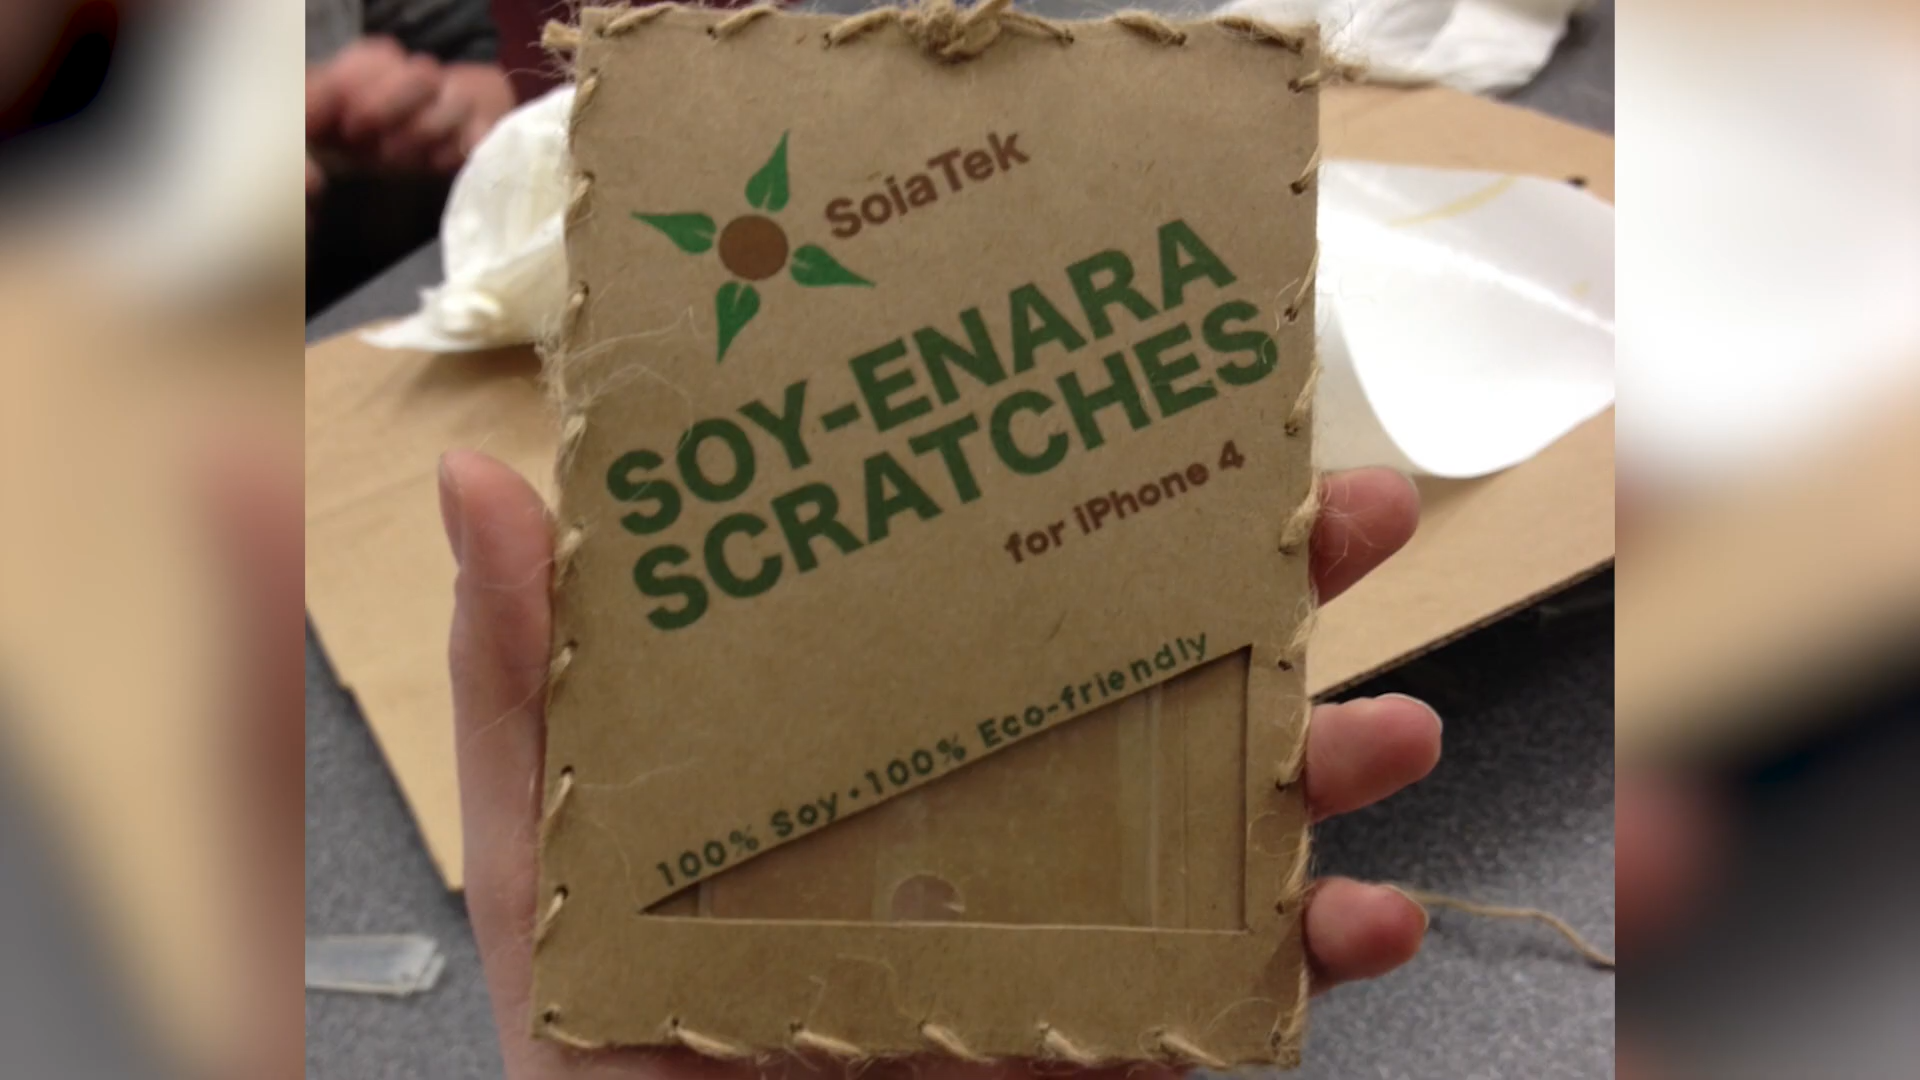 SoiaTek
SOY-ENARA
SCRATCHES
for iPhone 4
100% Soy • 100% Eco-friendly